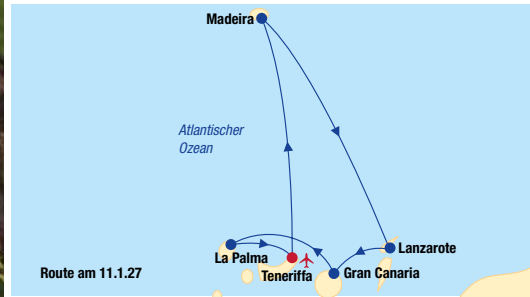 Madeira
Atlantischer
Ozean
Lanzarote
La Palma
Teneriffa
Gran Canaria
Route am 11.1.27